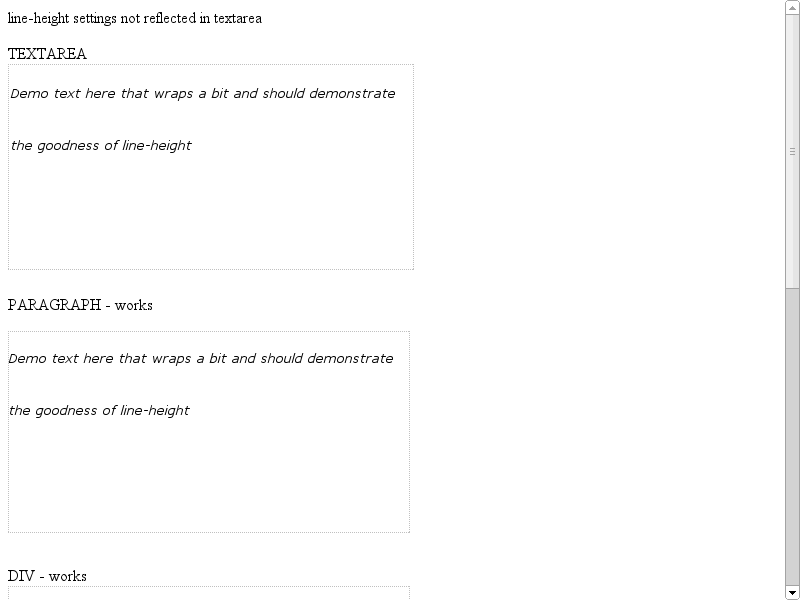 line-height settings not reflected in textarea
TEXTAREA
Demo text here that wraps a bit and should demonstrate
the goodness of line-height
PARAGRAPH - works
Demo text here that wraps a bit and should demonstrate
the goodness of line-height
DIV - works